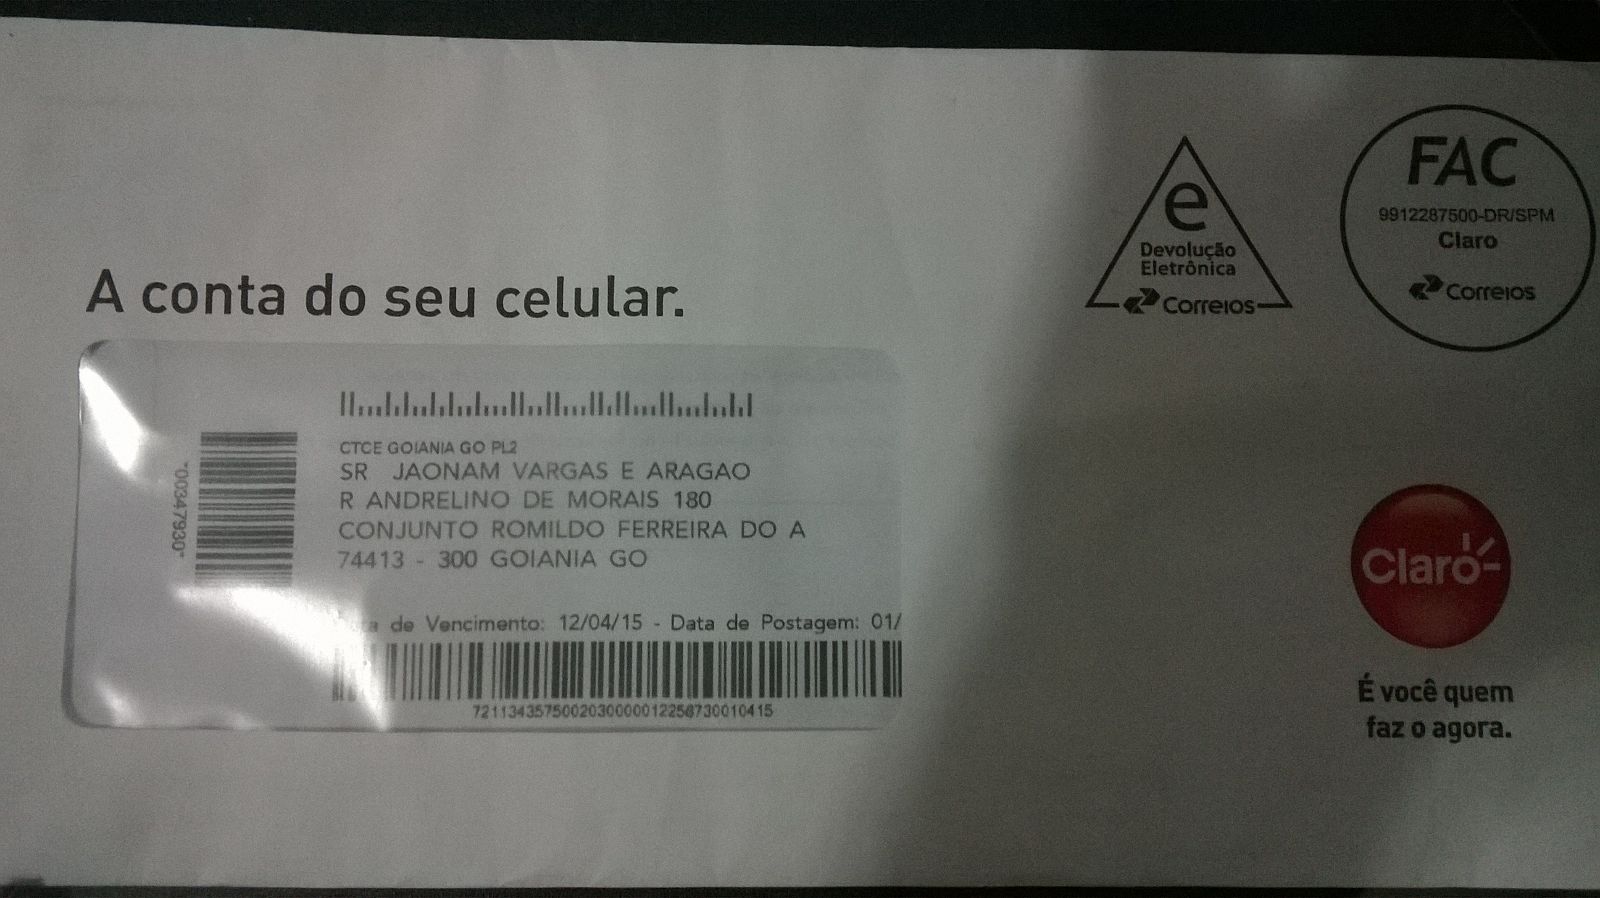 A conta do seu celular.
e
Devolução
Eletrônica
Correios
FAC
9912287500-DR/SPM
Claro
Correios
CTCE GOIANIA GO PL2
SR JAONAM VARGAS E ARAGAO
R ANDRELINO DE MORAIS 180
CONJUNTO ROMILDO FERREIRA DO A
74413 - 300 GOIANIA GO
*00347930*
de Vencimento: 12/04/15 - Data de Postagem: 01/
7211343575002030000012256730010415
Claro
É você quem
faz o agora.